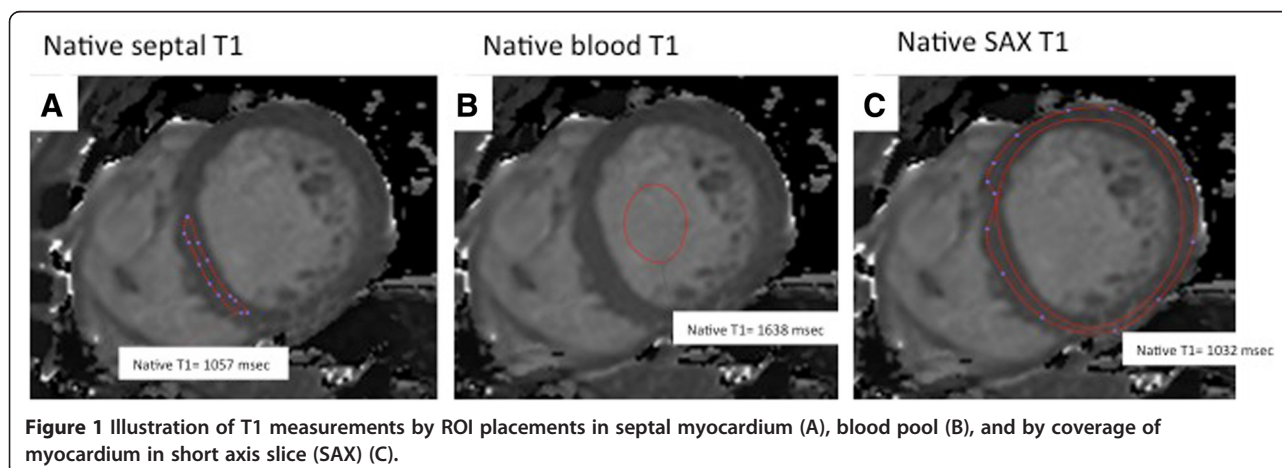 Native septal T1
Native blood T1
Native SAX T1
A
B
C
Native T1= 1057 msec
Native T1= 1638 msec
Native T1= 1032 msec
Figure 1 Illustration of T1 measurements by ROI placements in septal myocardium (A), blood pool (B), and by coverage of
myocardium in short axis slice (SAX) (C).